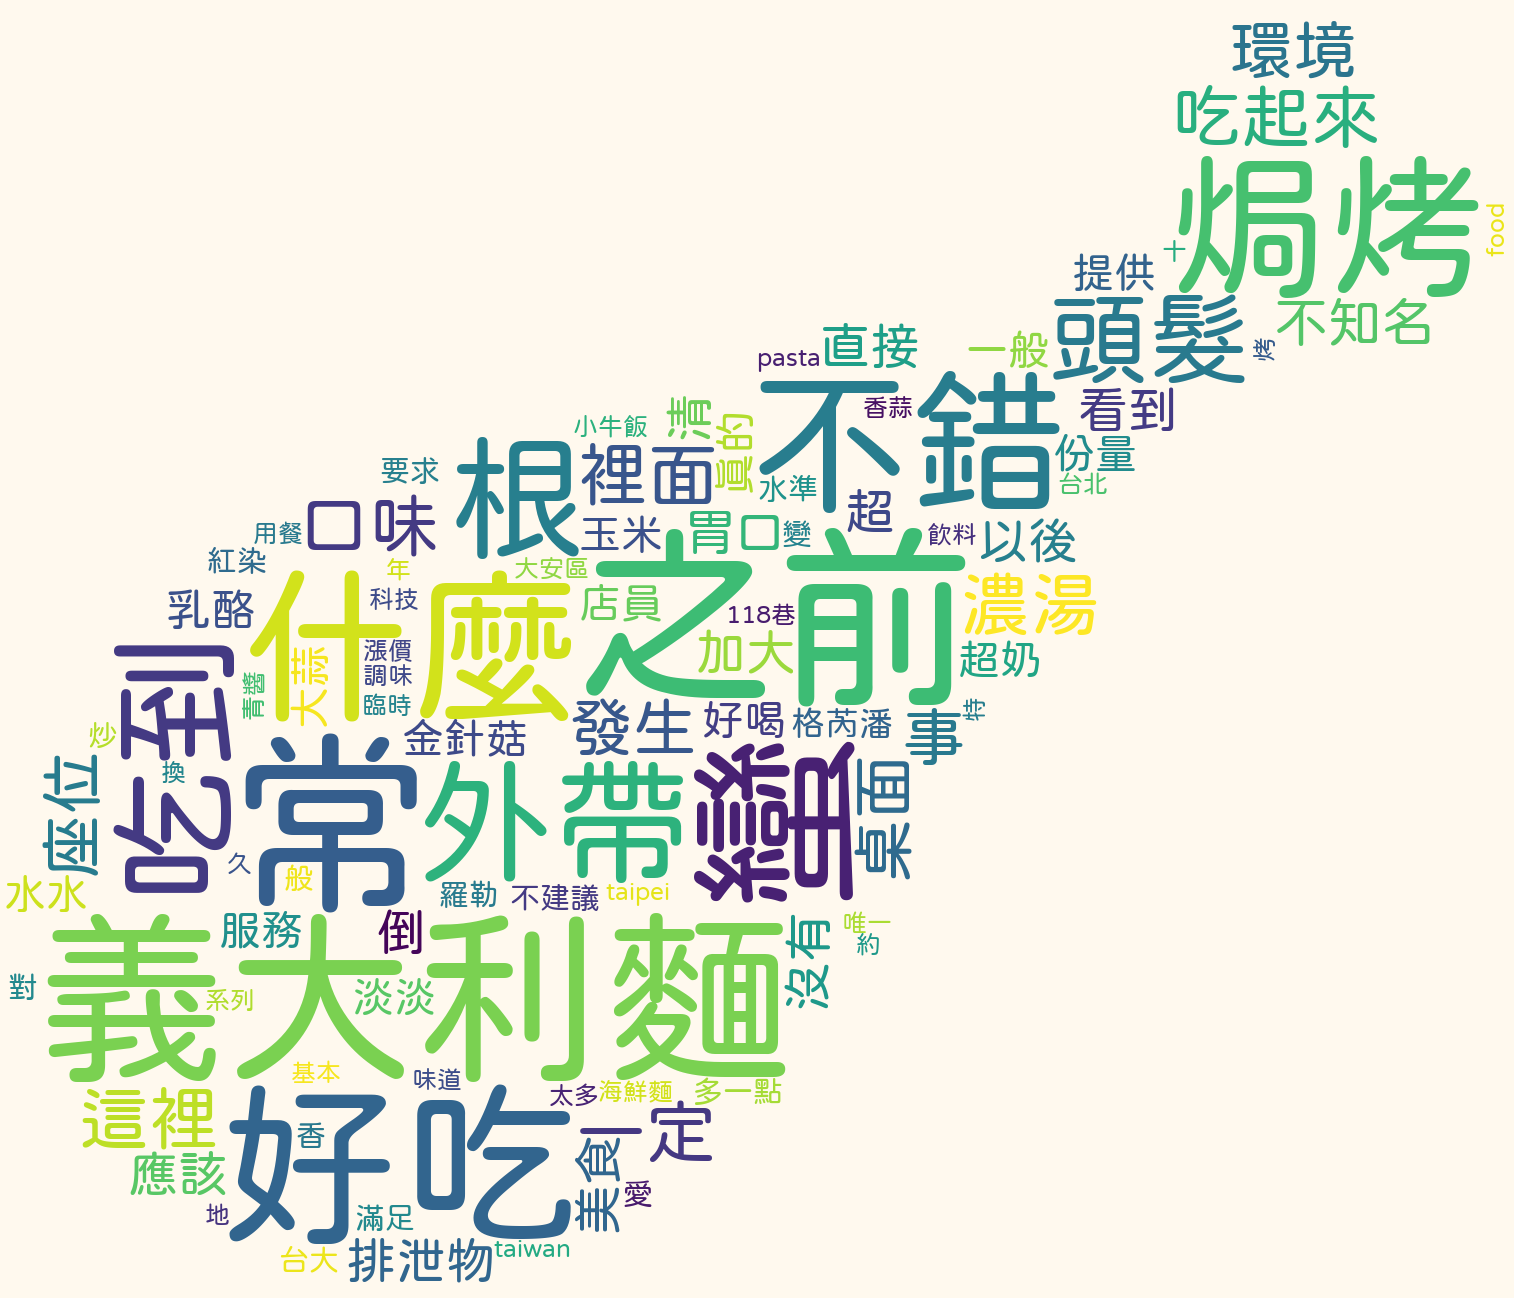 環境
吃起來
焗烤
food
十
提供
頭髮
不知名
烤
直接
一般
pasta
不錯
香蒜
看到
份量
台北
小牛飯
清
真的
裡面
根
要求
水準
超
口味
用餐
玉米
胃口
變
飲料
以後
紅染
年
大安區
之前
濃湯
乳酪
什麼
科技
店員
118巷
加大
超奶
吃到
漲價
大蒜
調味
青醬
臨時
特
炒
金針菇
發生
好喝
格芮潘
事
座位
換
常
外帶
蠻
桌面
久
般
水水
羅勒
不建議
taipei
服務
倒
沒有
唯一
約
義大利麵
對
系列
淡淡
基本
味道
太多
海鮮麵
多一點
這裡
好吃
香
一定
應該
美食
愛
地
滿足
台大
排泄物
taiwan